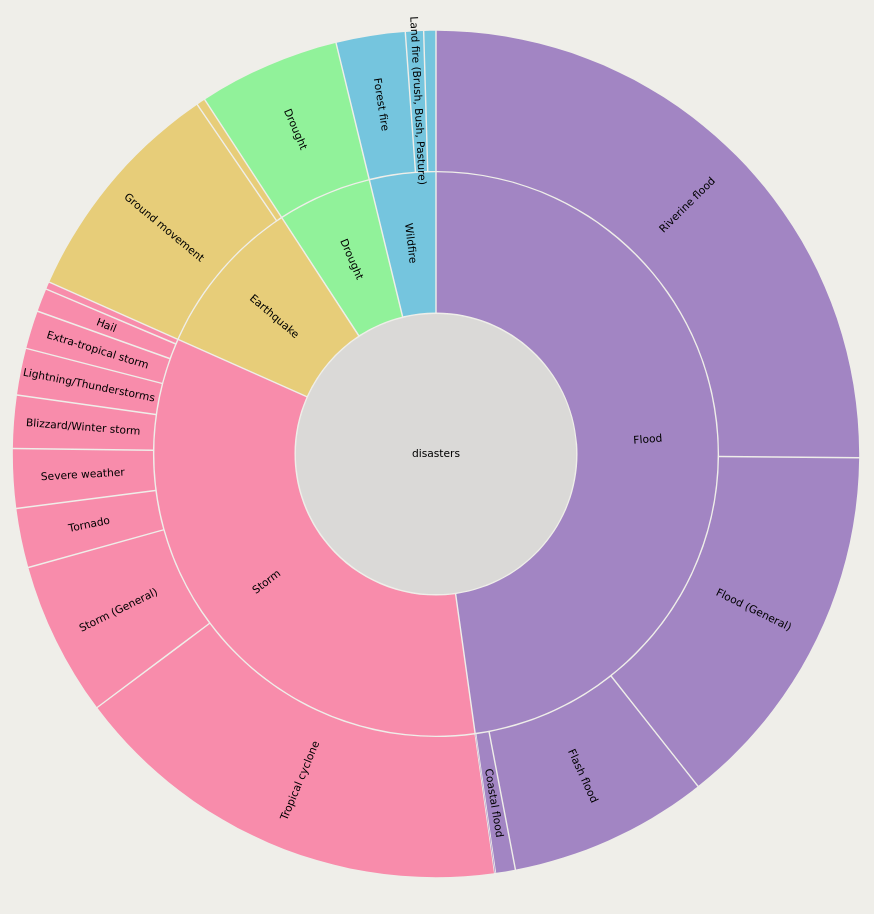 disasters
Flood
Riverine flood
Flood (General)
Flash flood
Coastal flood
Storm
Tropical cyclone
Storm (General)
Tornado
Severe weather
Blizzard/Winter storm
Lightning/Thunderstorms
Extra-tropical storm
Hail
Earthquake
Ground movement
Drought
Drought
Wildfire
Forest fire
Land fire (Brush, Bush, Pasture)